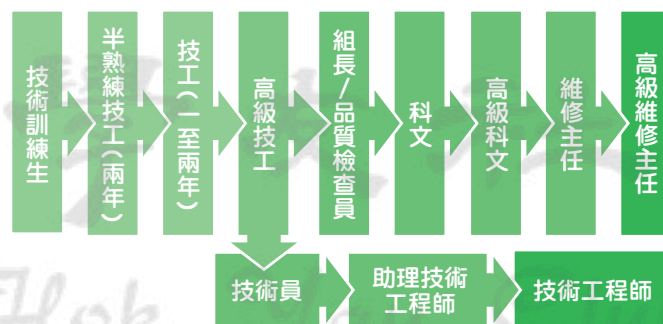 技術訓練生
半熟練技工(兩年)
技工(一至兩年)
高級技工
組長/品質檢查員
科文
高級科文
維修主任
高級維修主任
技術員
助理技術
工程師
技術工程師